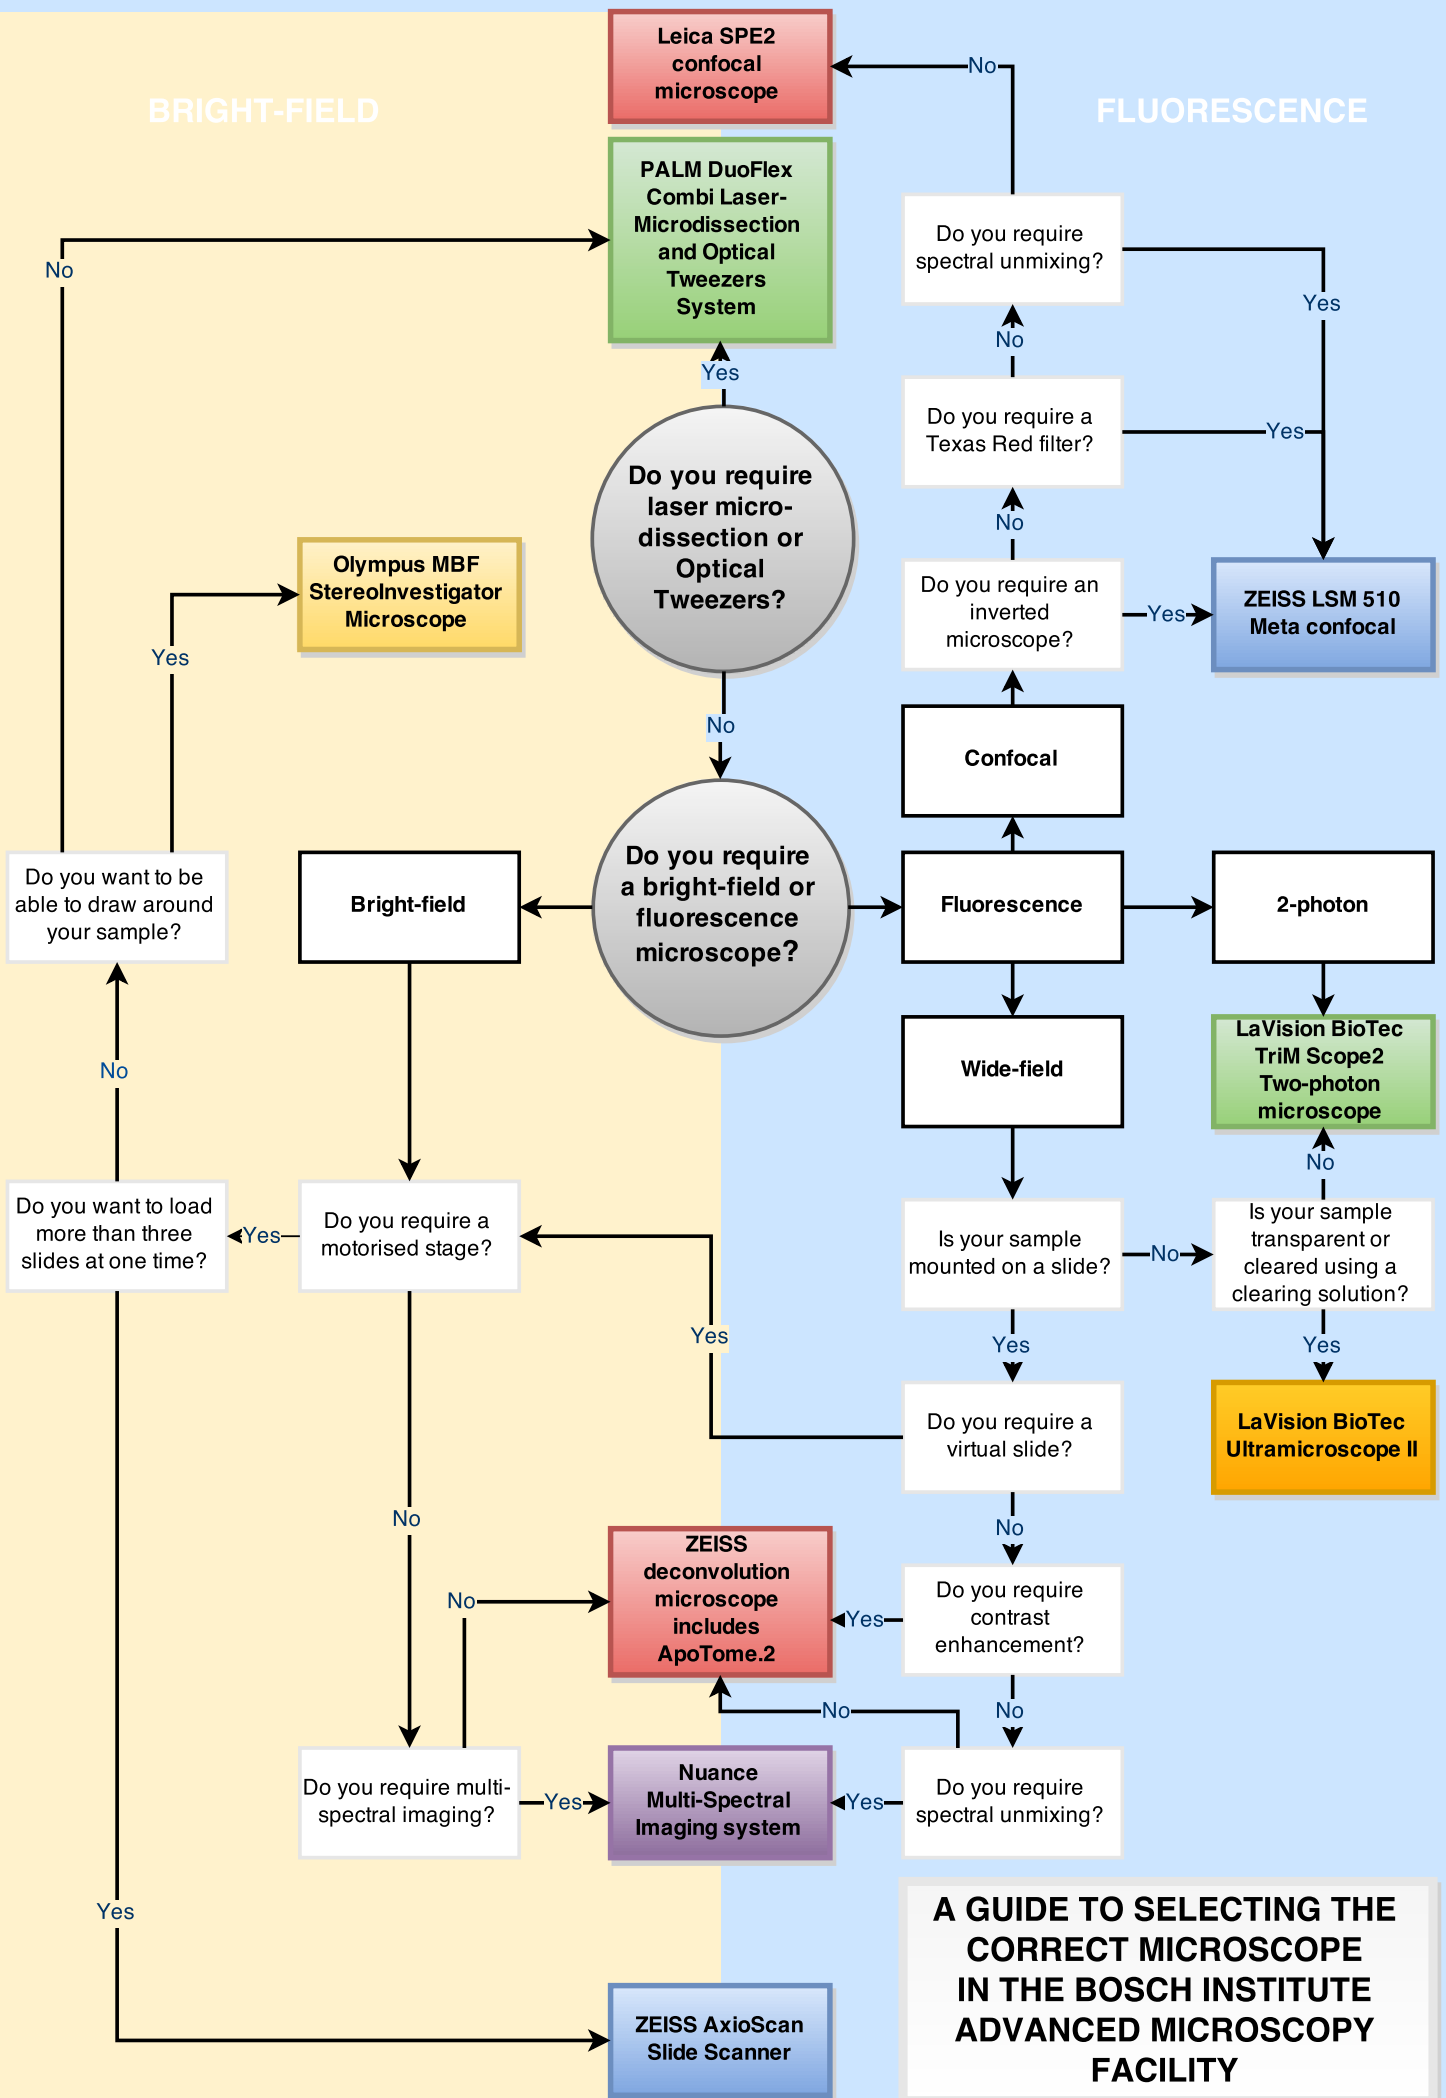 Leica SPE2
confocal
microscope
No
BRIGHT-FIELD
FLUORESCENCE
PALM DuoFlex
Combi Laser-
Microdissection
and Optical
Tweezers
System
No
Do you require
spectral unmixing?
Yes
No
Yes
Do you require a
Texas Red filter?
Yes
Do you require
laser micro-
dissection or
Optical
Tweezers?
No
Olympus MBF
StereoInvestigator
Microscope
Do you require an
inverted
microscope?
Yes
ZEISS LSM 510
Meta confocal
Yes
No
Confocal
Do you want to be
able to draw around
your sample?
Bright-field
Do you require
a bright-field or
fluorescence
microscope?
Fluorescence
2-photon
No
Wide-field
LaVision BioTec
TriM Scope2
Two-photon
microscope
No
Do you want to load
more than three
slides at one time?
Yes
Do you require a
motorised stage?
Is your sample
mounted on a slide?
No
Is your sample
transparent or
cleared using a
clearing solution?
Yes
Yes
Yes
Do you require a
virtual slide?
LaVision BioTec
Ultramicroscope II
No
No
ZEISS
deconvolution
microscope
includes
ApoTome.2
No
Yes
Do you require
contrast
enhancement?
No
No
Do you require multi-
spectral imaging?
Yes
Nuance
Multi-Spectral
Imaging system
Yes
Do you require
spectral unmixing?
Yes
ZEISS AxioScan
Slide Scanner
A GUIDE TO SELECTING THE
CORRECT MICROSCOPE
IN THE BOSCH INSTITUTE
ADVANCED MICROSCOPY
FACILITY